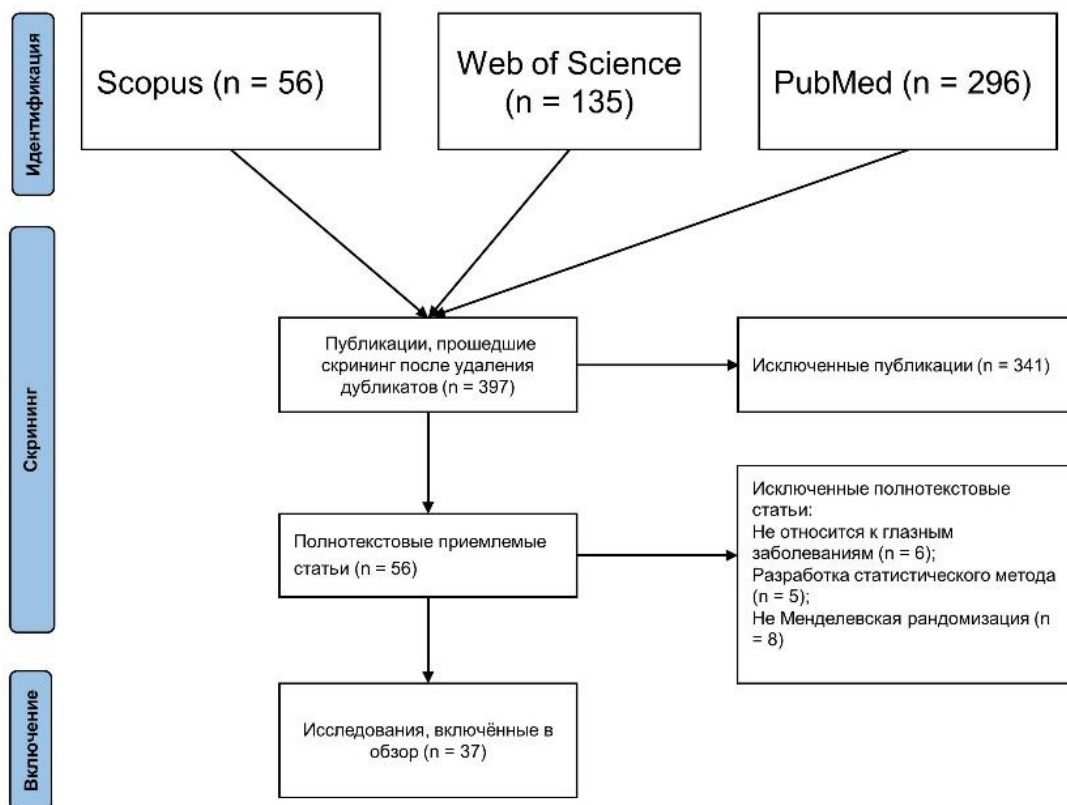 Идентификация
Scopus (n = 56)
Web of Science
(n = 135)
PubMed (n = 296)
Скрининг
Публикации, прошедшие
скрининг после удаления
дубликатов (n = 397)
Исключенные публикации (n = 341)
Полнотекстовые приемлемые
статьи (n = 56)
Исключенные полнотекстовые
статьи:
Не относится к глазным
заболеваниям (n = 6);
Разработка статистического метода
(n = 5);
Не Менделевская рандомизация (n
= 8)
Включение
Исследования, включённые в
обзор (n = 37)